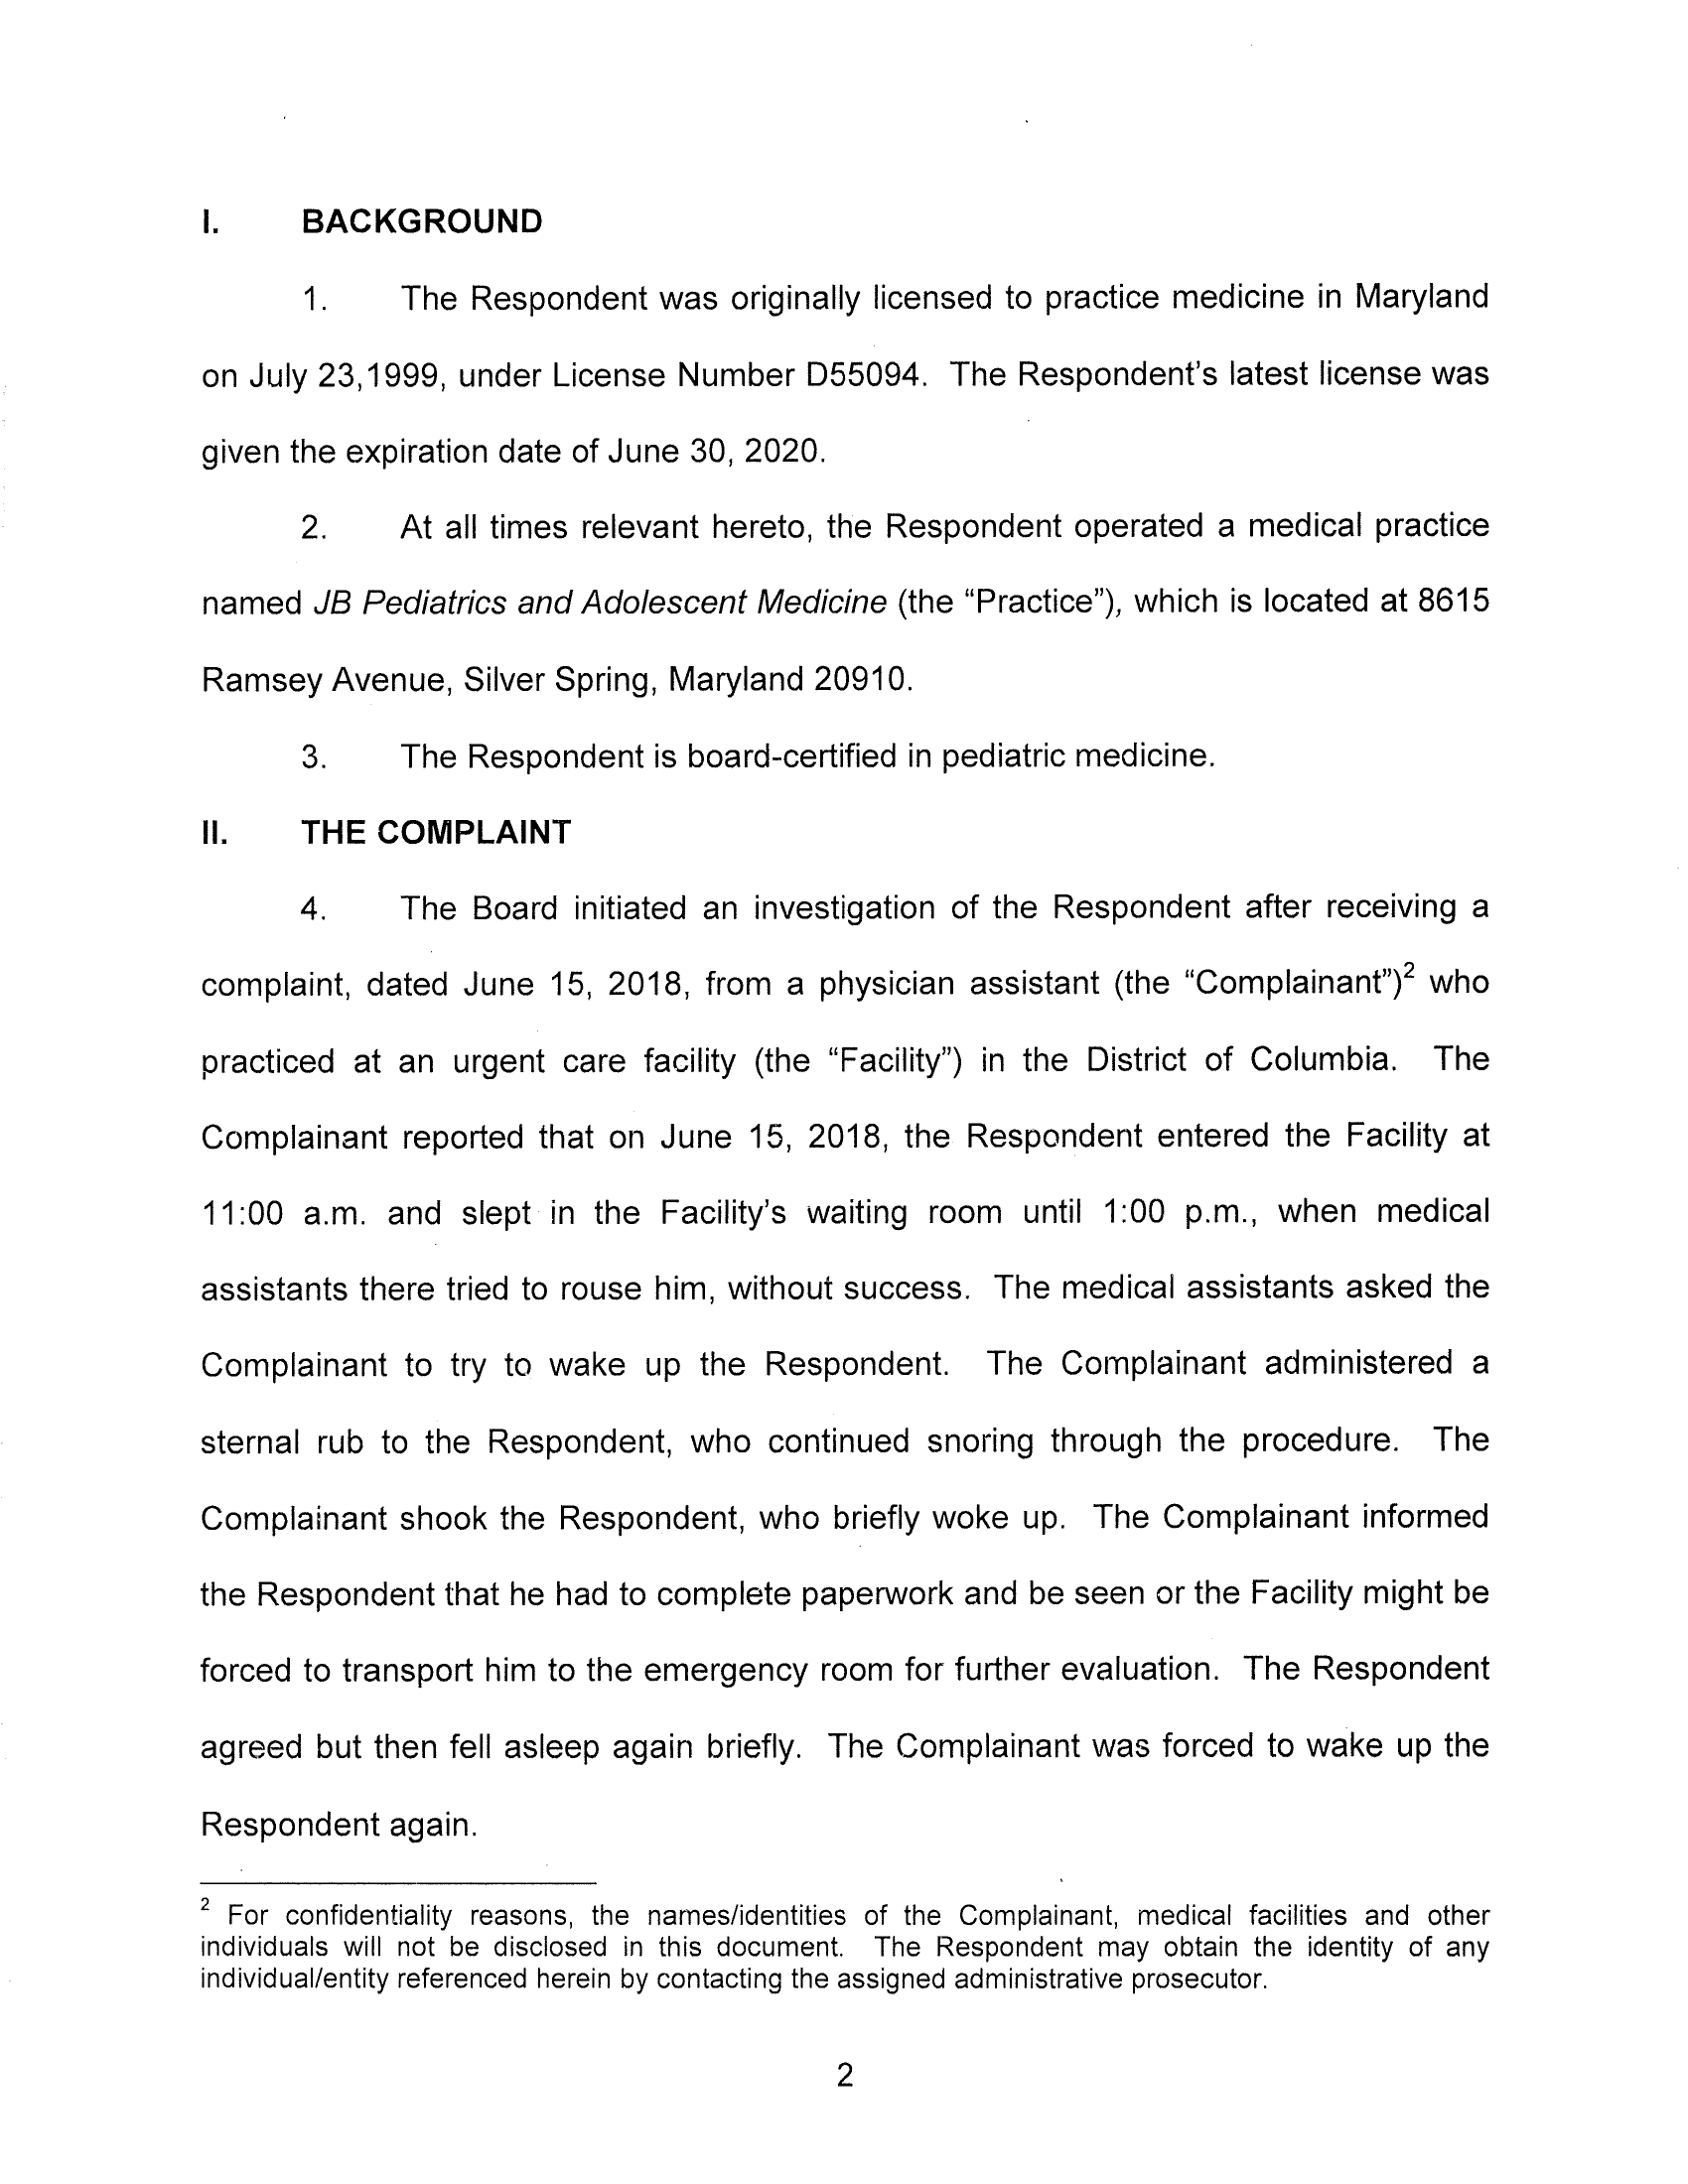 I. BACKGROUND
1. The Respondent was originally licensed to practice medicine in Maryland
on July 23,1999, under License Number D55094. The Respondent's latest license was
given the expiration date of June 30, 2020.
2. At all times relevant hereto, the Respondent operated a medical practice
named JB Pediatrics and Adolescent Medicine (the “Practice”), which is located at 8615
Ramsey Avenue, Silver Spring, Maryland 20910.
3. The Respondent is board-certified in pediatric medicine.
II. THE COMPLAINT
4. The Board initiated an investigation of the Respondent after receiving a
complaint, dated June 15, 2018, from a physician assistant (the “Complainant”)² who
practiced at an urgent care facility (the “Facility”) in the District of Columbia. The
Complainant reported that on June 15, 2018, the Respondent entered the Facility at
11:00 a.m. and slept in the Facility's waiting room until 1:00 p.m., when medical
assistants there tried to rouse him, without success. The medical assistants asked the
Complainant to try to wake up the Respondent. The Complainant administered a
sternal rub to the Respondent, who continued snoring through the procedure. The
Complainant shook the Respondent, who briefly woke up. The Complainant informed
the Respondent that he had to complete paperwork and be seen or the Facility might be
forced to transport him to the emergency room for further evaluation. The Respondent
agreed but then fell asleep again briefly. The Complainant was forced to wake up the
Respondent again.
² For confidentiality reasons, the names/identities of the Complainant, medical facilities and other
individuals will not be disclosed in this document. The Respondent may obtain the identity of any
individual/entity referenced herein by contacting the assigned administrative prosecutor.
2